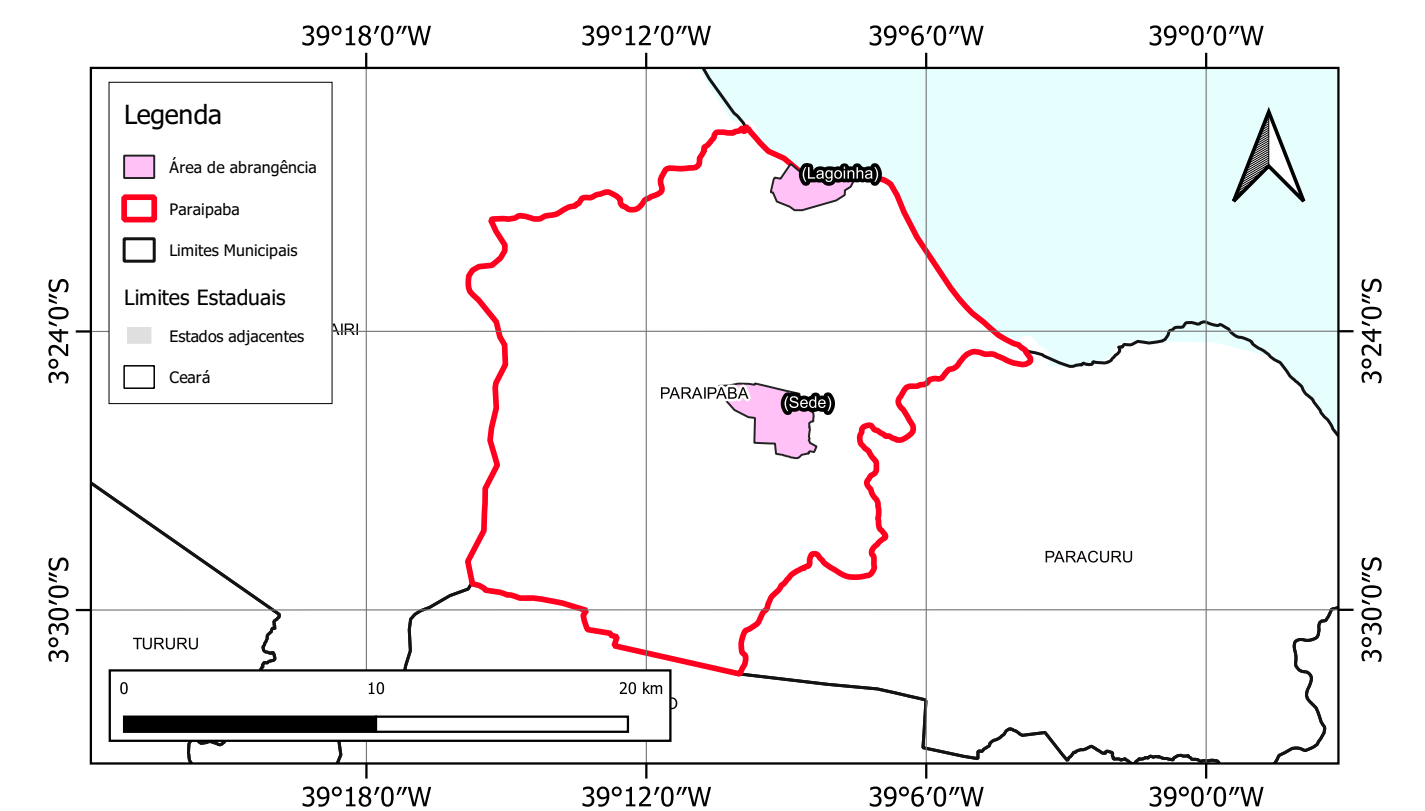 39°18′0″W 39°12′0″W 39°6′0″W 39°0′0″W
Legenda
Área de abrangência
Paraipaba
Limites Municipais
Limites Estaduais
Estados adjacentes
Ceará
(Lagoinha)
3°24′0″S
AIRI
3°24′0″S
PARAIPABA
(Sede)
PARACURU
3°30′0″S
TURURU
3°30′0″S
0 10 20 km
39°18′0″W 39°12′0″W 39°6′0″W 39°0′0″W